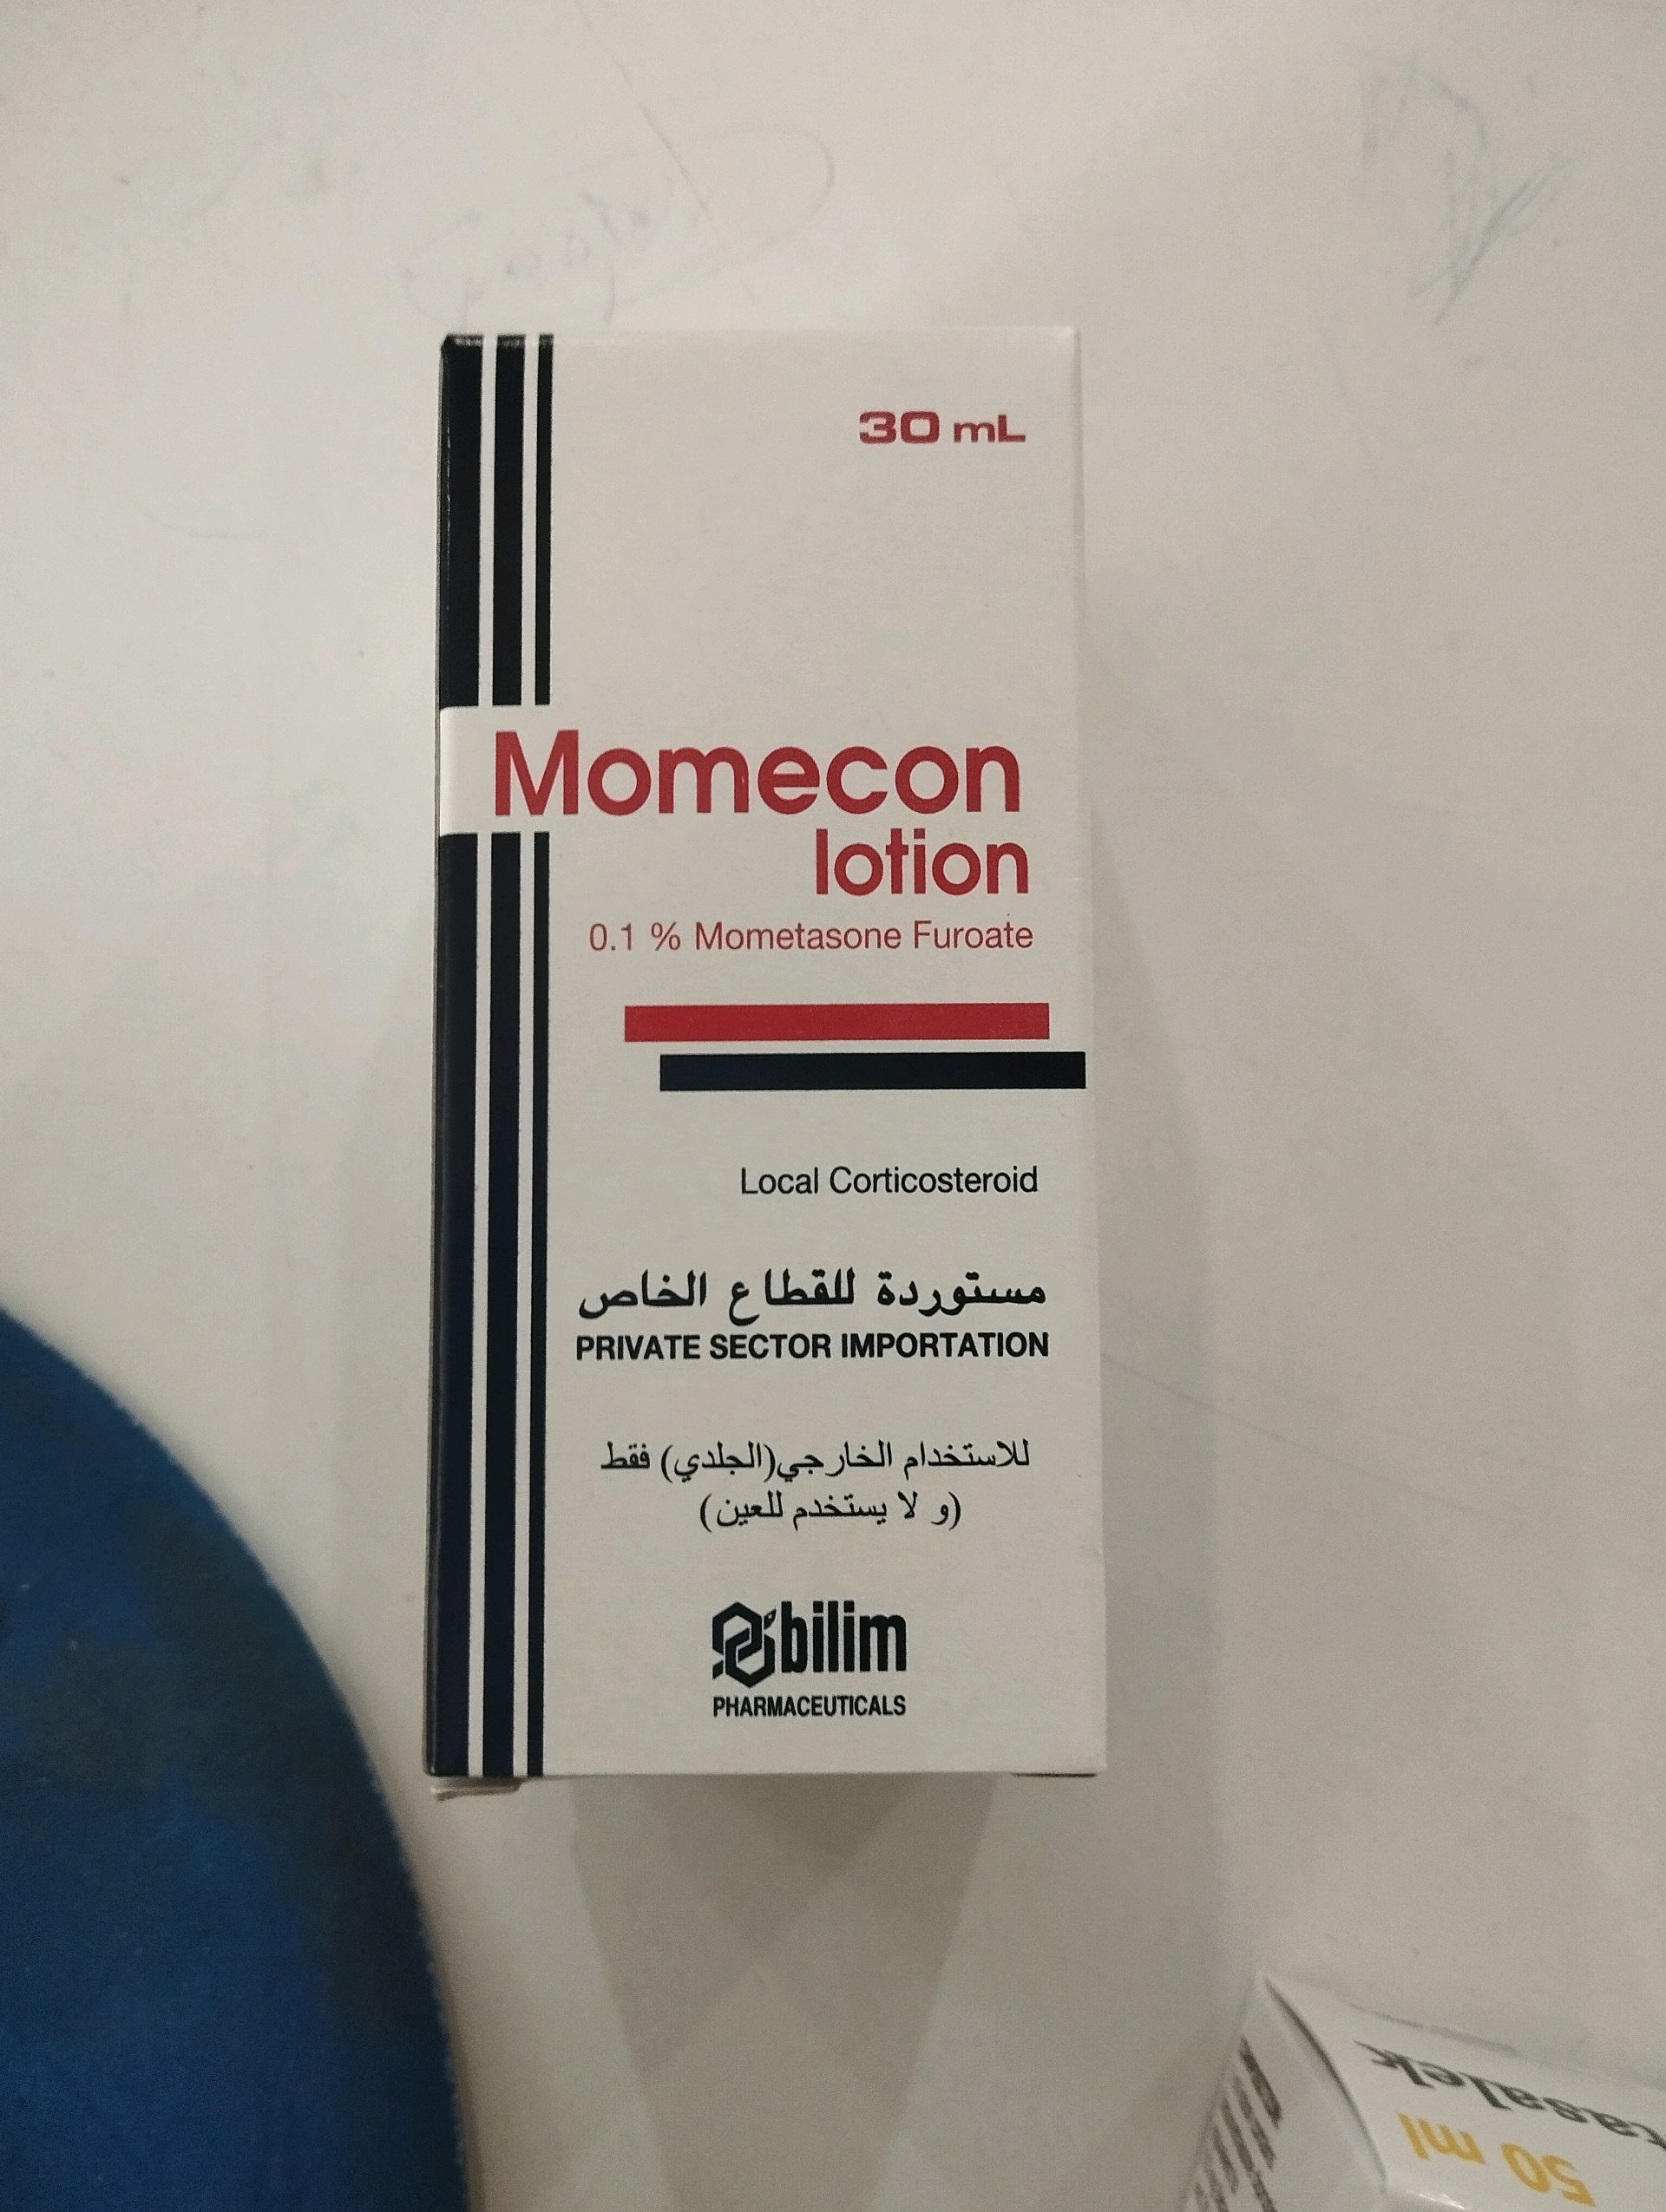 30 mL
Momecon
lotion
0.1 % Mometasone Furoate
Local Corticosteroid
مستوردة للقطاع الخاص
PRIVATE SECTOR IMPORTATION
للاستخدام الخارجي(الجلدي) فقط
(و لا يستخدم للعين)
bilim
PHARMACEUTICALS
50 ml